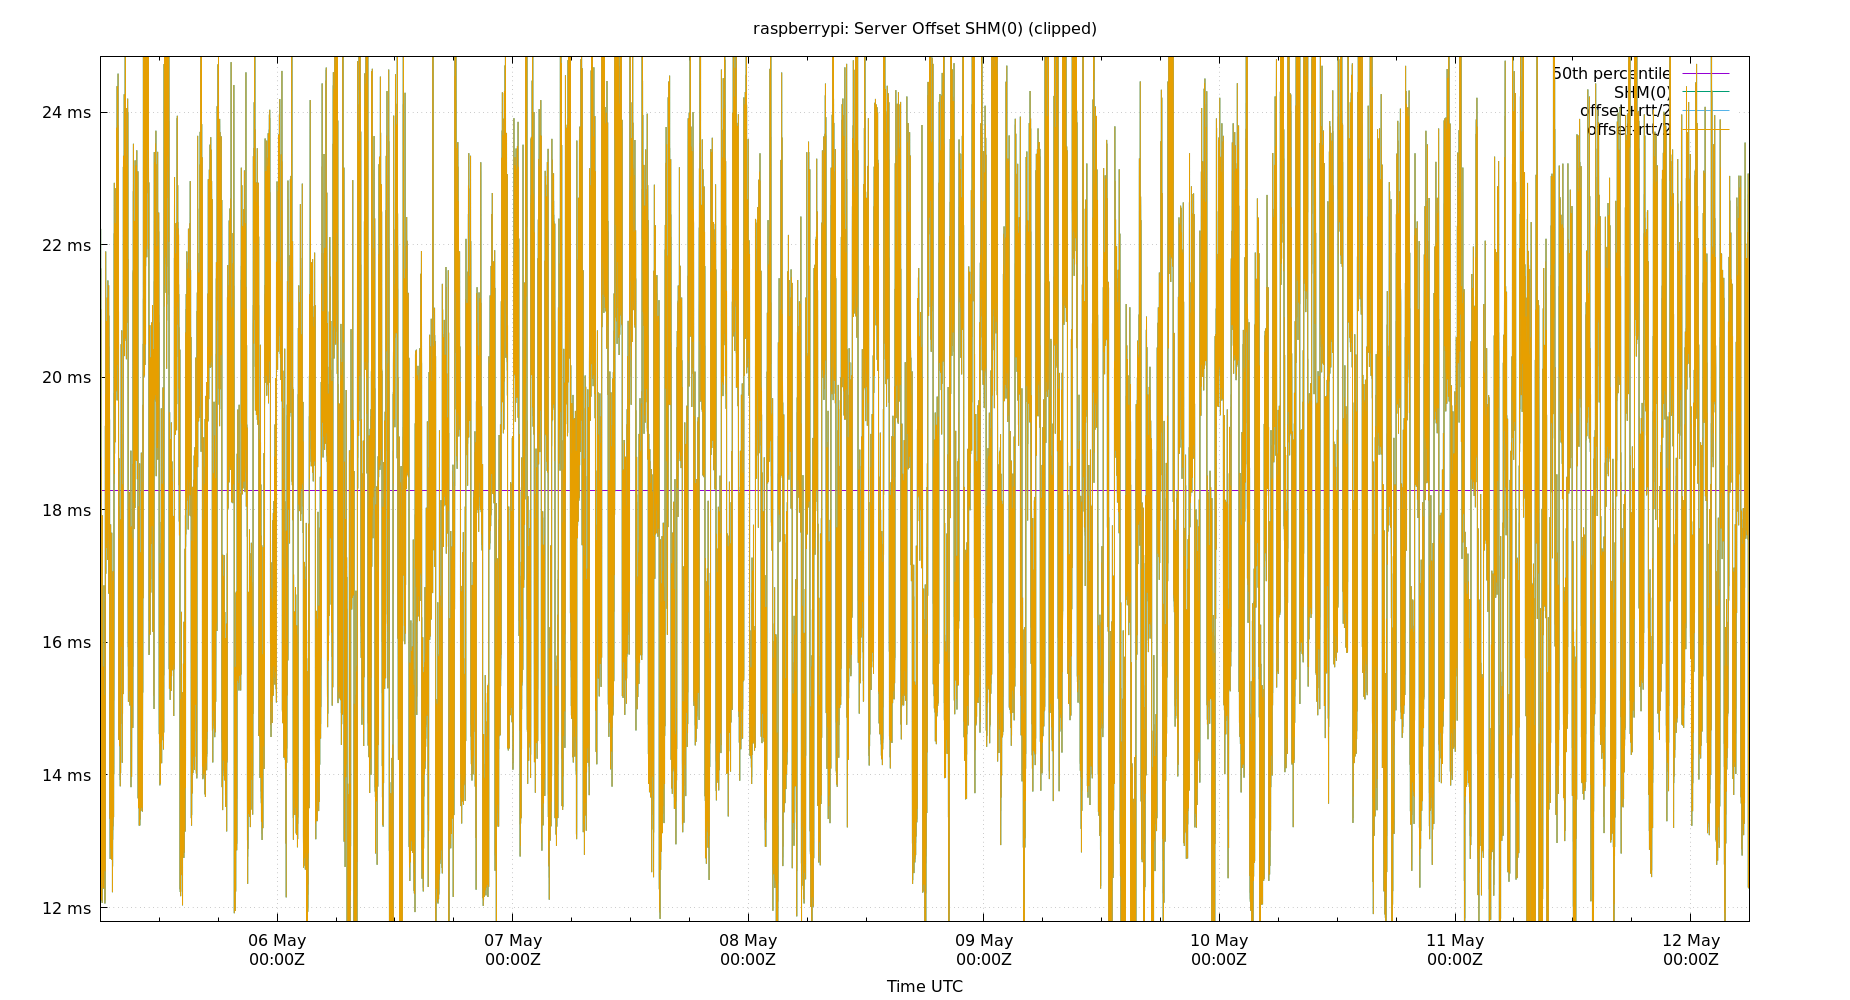 raspberrypi: Server Offset SHM(0) (clipped)
50th percentile
SHM(0)
offset+rtt/2
offset-rtt/2
24 ms
22 ms
20 ms
18 ms
16 ms
14 ms
12 ms
06 May 07 May 08 May 09 May 10 May 11 May 12 May
00:00Z 00:00Z 00:00Z 00:00Z 00:00Z 00:00Z 00:00Z
Time UTC